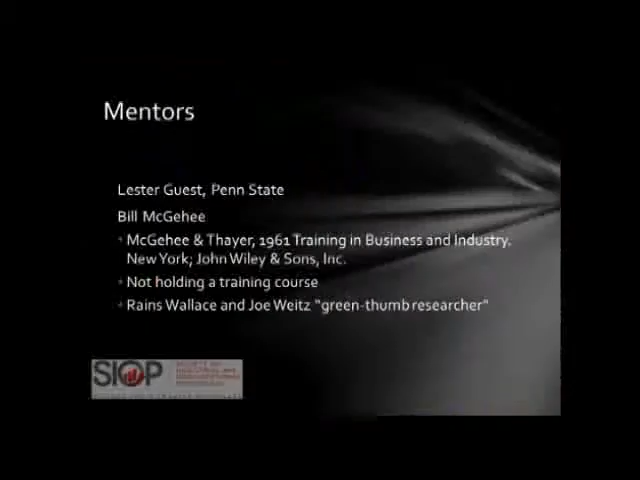 Mentors
Lester Guest, Penn State
Bill McGehee
McGehee & Thayer, 1961 Training in Business and Industry.
New York; John Wiley & Sons, Inc.
Not holding a training course
Rains Wallace and Joe Weitz "green-thumb researcher"
SIOP